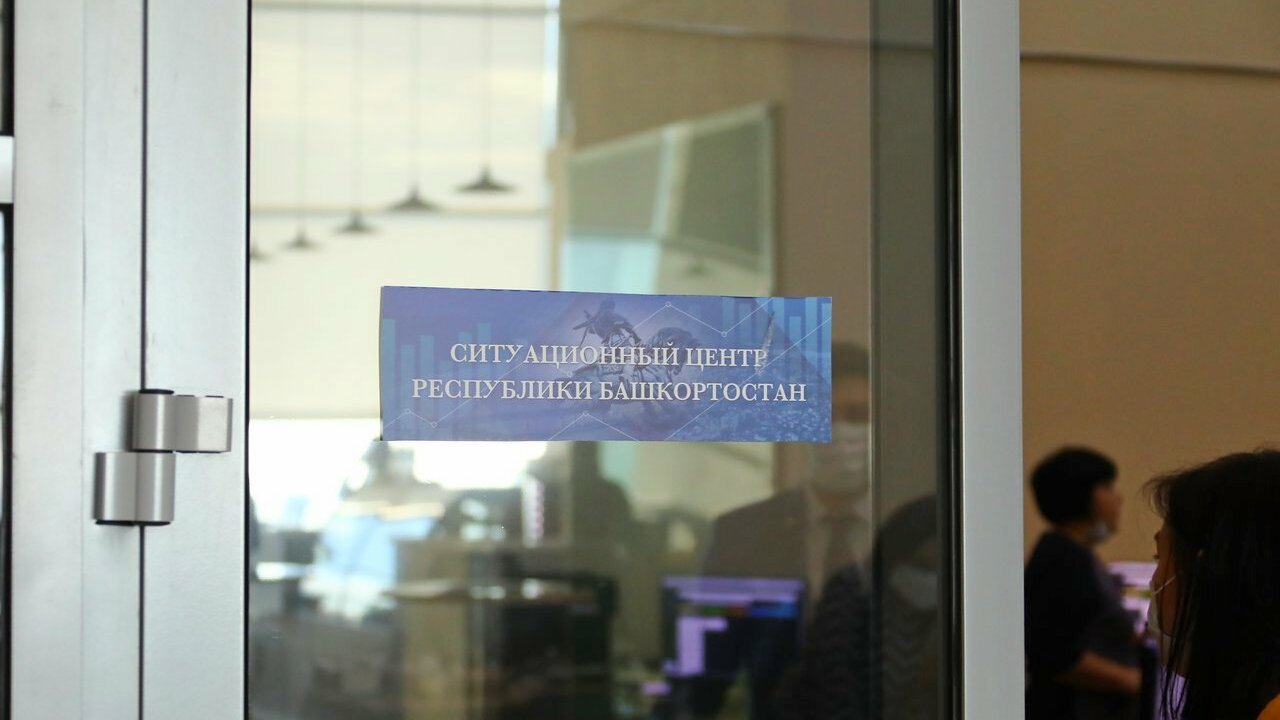 СИТУАЦИОННЫЙ ЦЕНТР
РЕСПУБЛИКИ БАШКОРТОСТАН